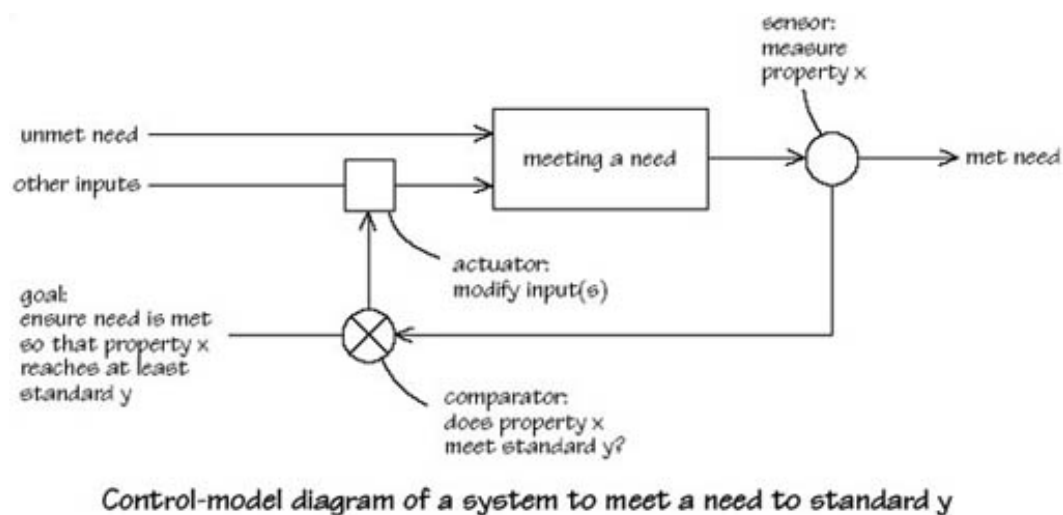 sensor:
measure
property x
unmet need
meeting a need
met need
other inputs
actuator:
modify input(s)
goal:
ensure need is met
so that property x
reaches at least
standard y
comparator:
does property x
meet standard y?
Control-model diagram of a system to meet a need to standard y